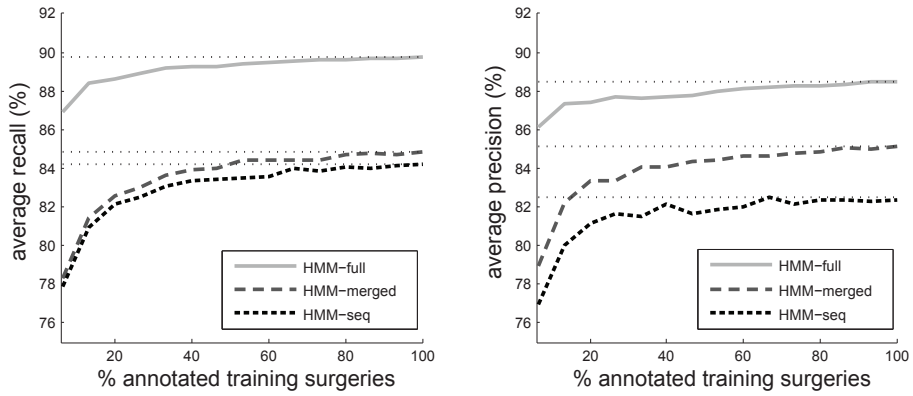 92
90
88
86
84
82
80
78
76
average recall (%)
HMM−full
HMM−merged
HMM−seq
20 40 60 80 100
% annotated training surgeries
92
90
88
86
84
82
80
78
76
average precision (%)
HMM−full
HMM−merged
HMM−seq
20 40 60 80 100
% annotated training surgeries